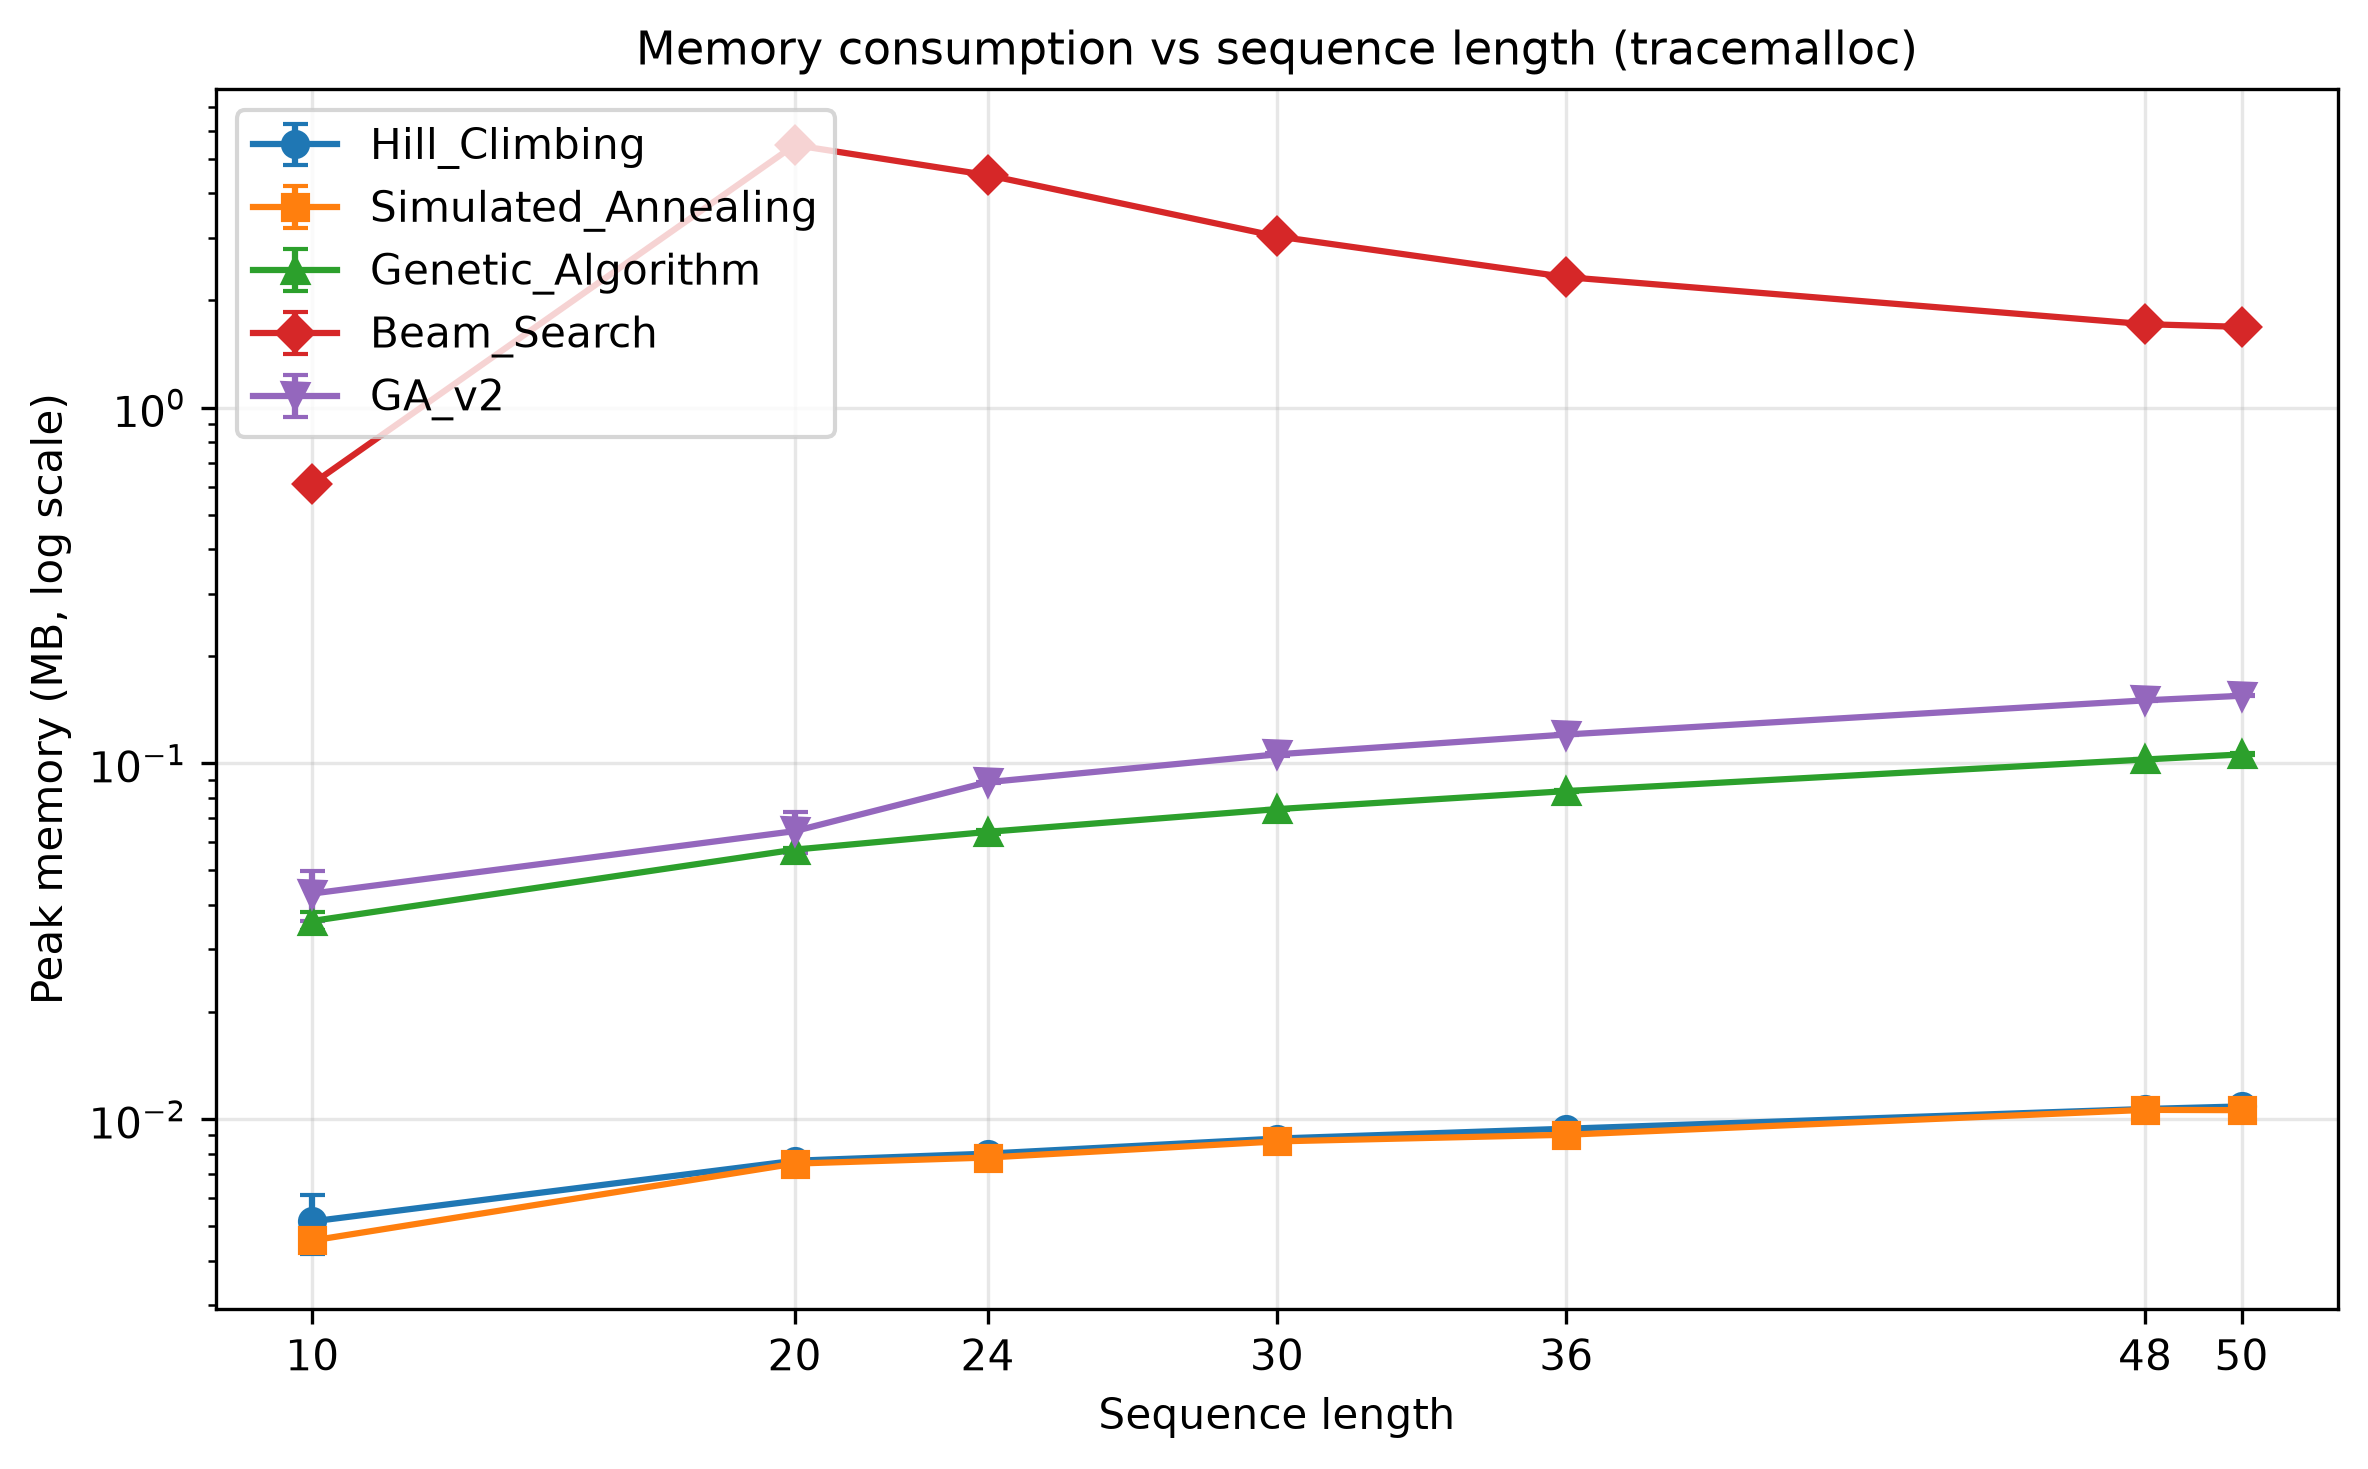 Memory consumption vs sequence length (tracemalloc)
Hill_Climbing
Simulated_Annealing
Genetic_Algorithm
Beam_Search
GA_v2
Peak memory (MB, log scale)
10⁰
10⁻¹
10⁻²
10 20 24 30 36 48 50
Sequence length